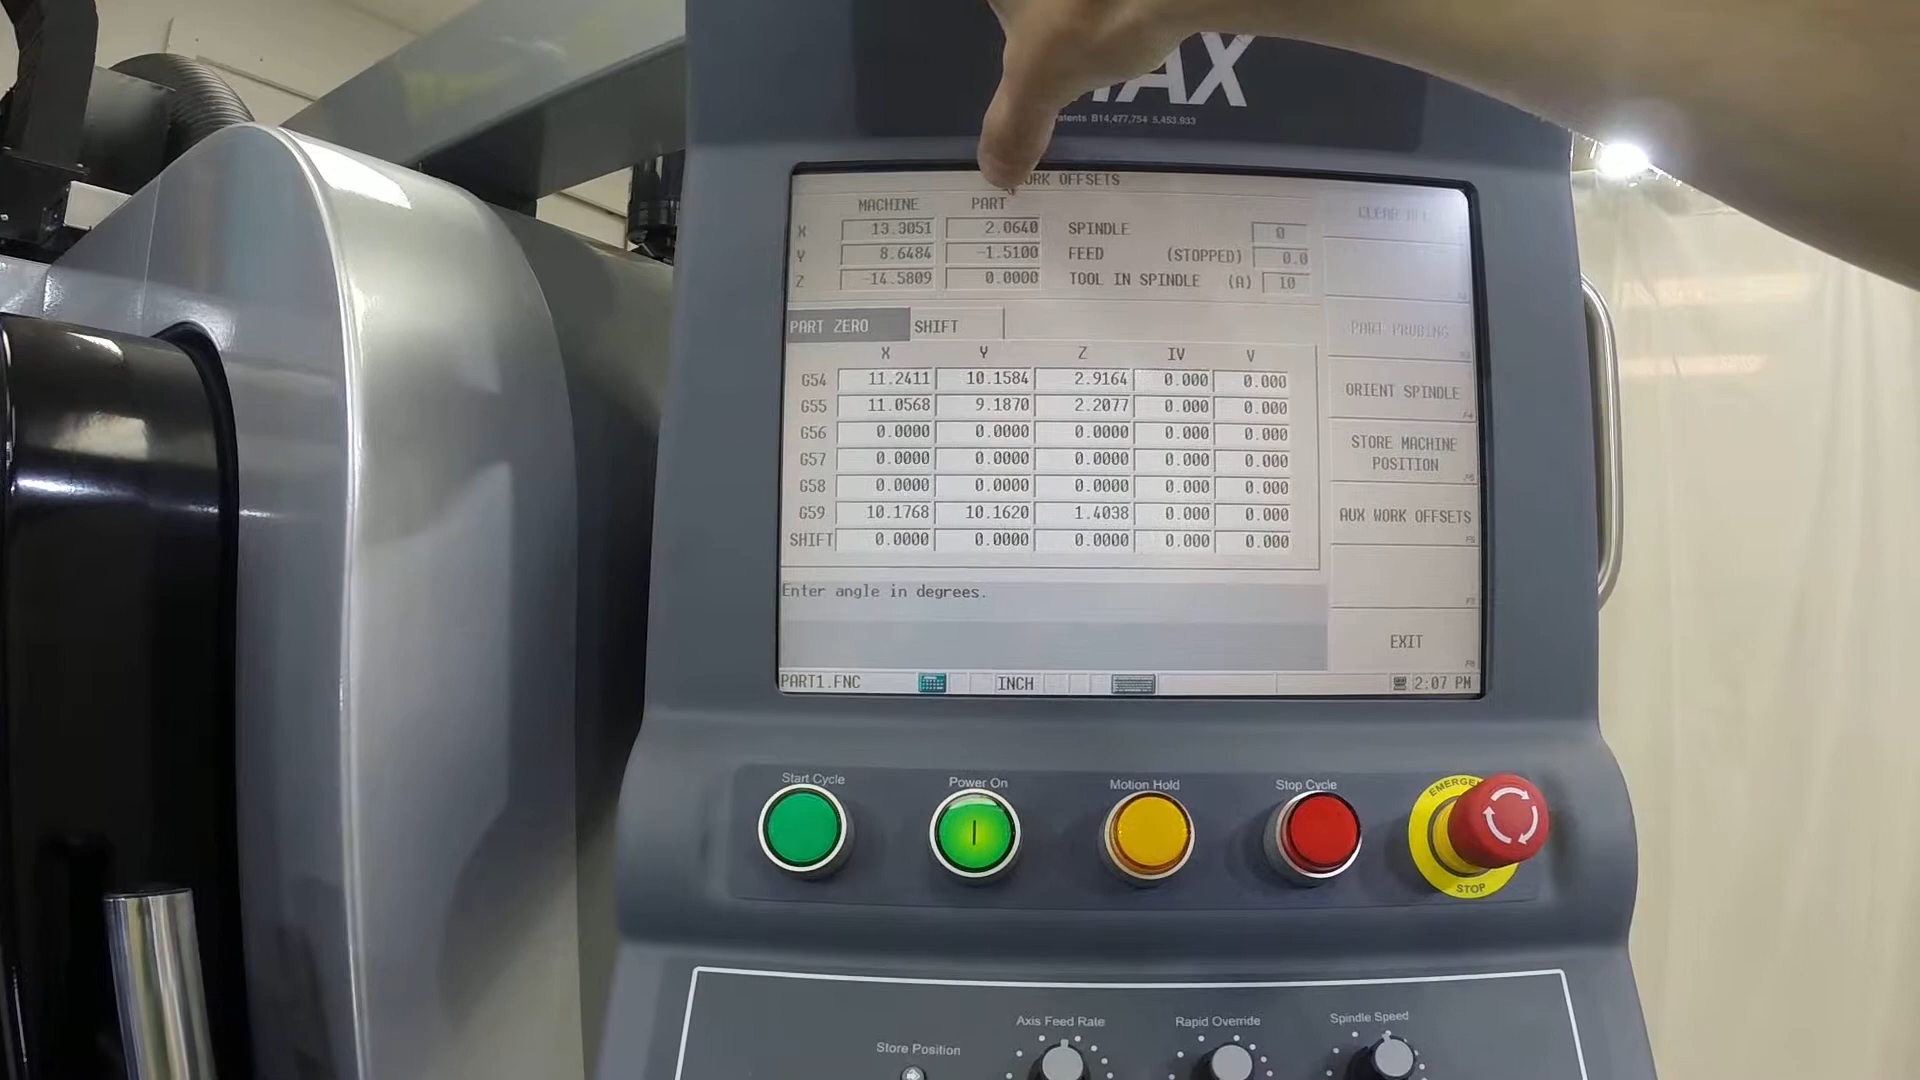 AX
atents B14,477,754 5,453,933
WORK OFFSETS
MACHINE PART
X 13.3051 2.0640 SPINDLE 0
Y 8.6484 -1.5100 FEED (STOPPED) 0.0
Z -14.5809 0.0000 TOOL IN SPINDLE (A) 10
PART ZERO SHIFT
X Y Z IV V
G54 11.2411 10.1584 2.9164 0.000 0.000
G55 11.0568 9.1870 2.2077 0.000 0.000
G56 0.0000 0.0000 0.0000 0.000 0.000
G57 0.0000 0.0000 0.0000 0.000 0.000
G58 0.0000 0.0000 0.0000 0.000 0.000
G59 10.1768 10.1620 1.4038 0.000 0.000
SHIFT 0.0000 0.0000 0.0000 0.000 0.000
Enter angle in degrees.
PART1.FNC INCH 2:07 PM
PART PROBING
ORIENT SPINDLE
STORE MACHINE
POSITION
AUX WORK OFFSETS
EXIT
Start Cycle
Power On
Motion Hold
Stop Cycle
EMERGEN
STOP
Store Position
Axis Feed Rate
Rapid Override
Spindle Speed